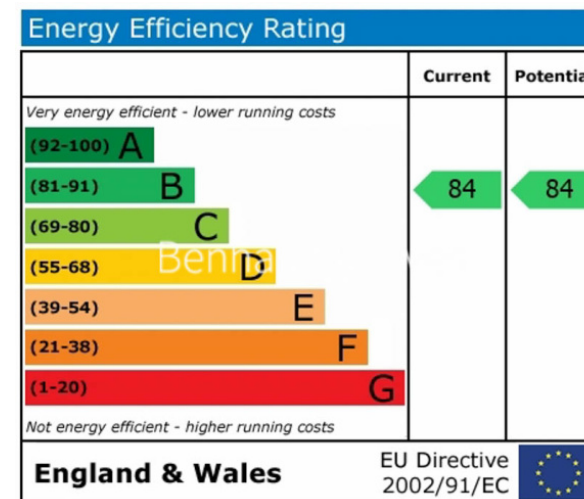 Energy Efficiency Rating
Current Potentia
Very energy efficient - lower running costs
(92-100) A
(81-91) B 84 84
(69-80) C
(55-68) D
(39-54) E
(21-38) F
(1-20) G
Not energy efficient - higher running costs
England & Wales
EU Directive
2002/91/EC